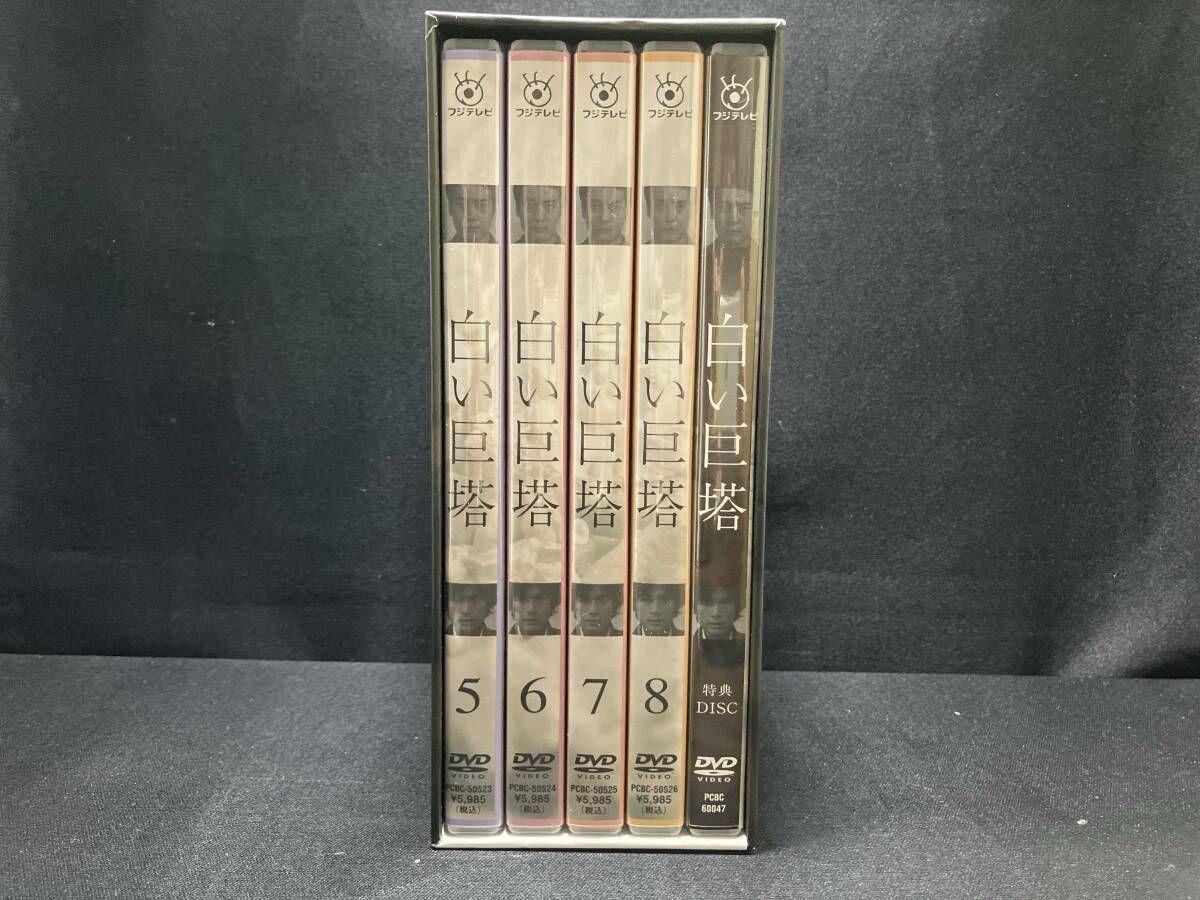 フジテレビ
白い巨塔
5
DVD
VIDEO
PCBC-50523
¥5,985
(税込)
フジテレビ
白い巨塔
6
DVD
VIDEO
PCBC-50524
¥5,985
(税込)
フジテレビ
白い巨塔
7
DVD
VIDEO
PCBC-50525
¥5,985
(税込)
フジテレビ
白い巨塔
8
DVD
VIDEO
PCBC-50526
¥5,985
(税込)
フジテレビ
白い巨塔
特典
DISC
DVD
VIDEO
PCBC
60047